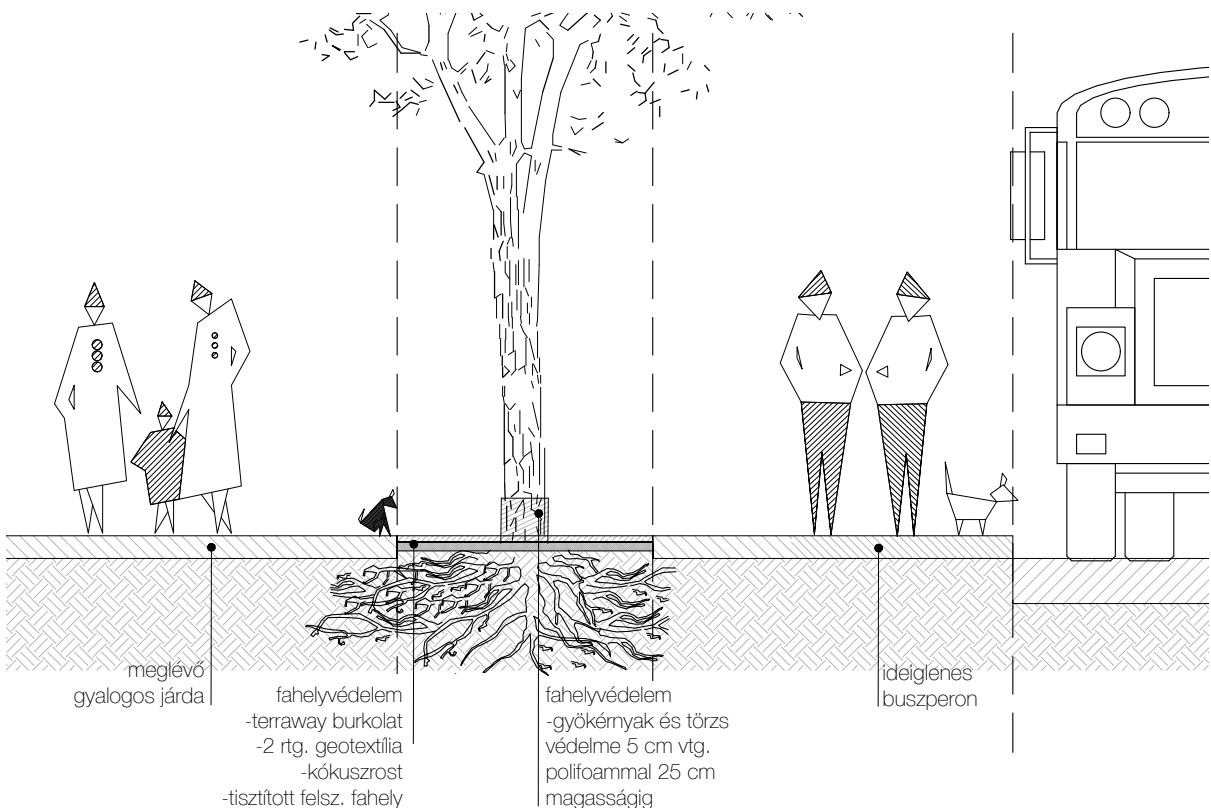 meglévő
gyalogos járda
fahelyvédelem
-terraway burkolat
-2 rtg. geotextília
-kókuszrost
-tisztított felsz. fahely
fahelyvédelem
-gyökérnyak és törzs
védelme 5 cm vtg.
polifoammal 25 cm
magasságig
ideiglenes
buszperon